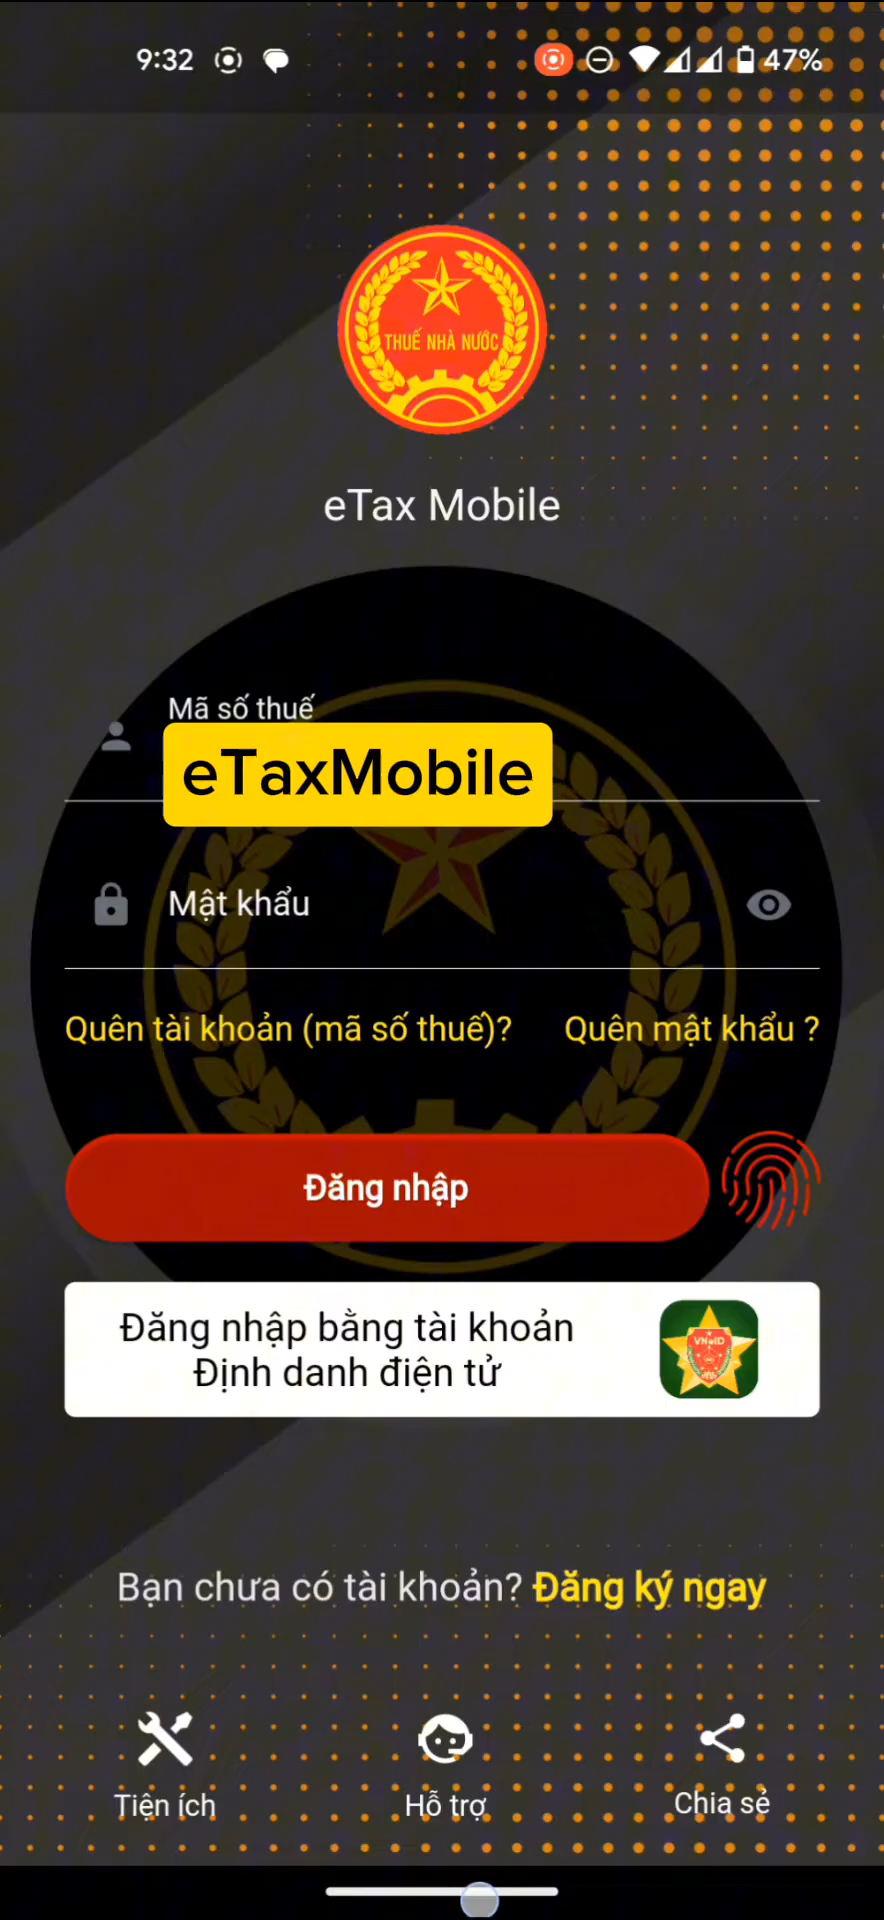 9:32
47%
THUẾ NHÀ NƯỚC
eTax Mobile
Mã số thuế
eTaxMobile
Mật khẩu
Quên tài khoản (mã số thuế)? Quên mật khẩu ?
Đăng nhập
Đăng nhập bằng tài khoản
Định danh điện tử
VNeID
Bạn chưa có tài khoản? Đăng ký ngay
Tiện ích
Hỗ trợ
Chia sẻ